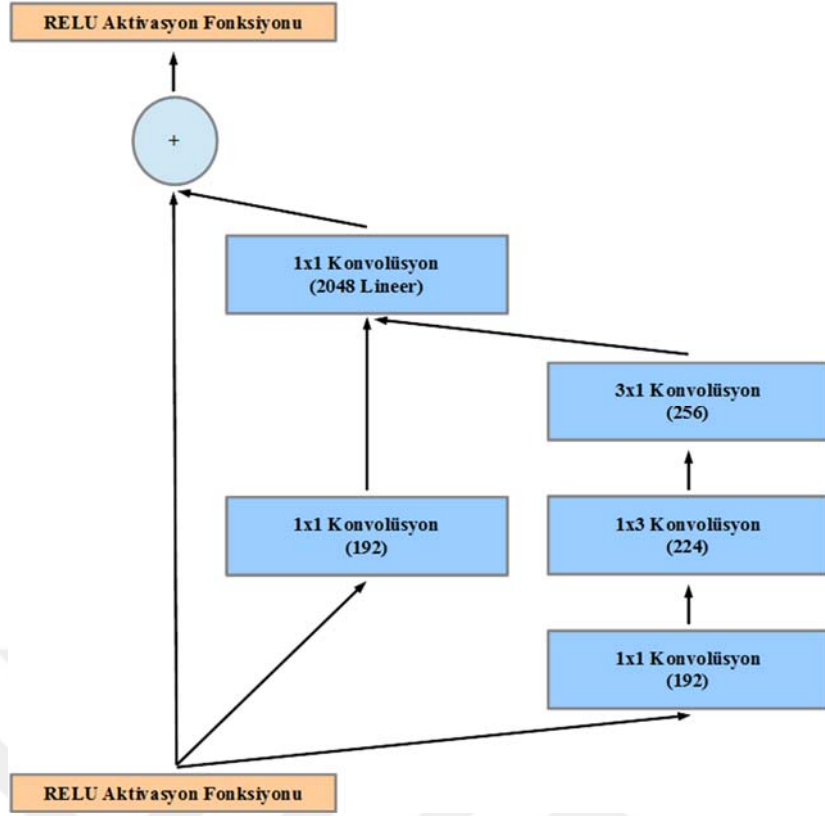 RELU Aktivasyon Fonksiyonu
+
1x1 Konvolüsyon
(2048 Lineer)
3x1 Konvolüsyon
(256)
1x1 Konvolüsyon
(192)
1x3 Konvolüsyon
(224)
1x1 Konvolüsyon
(192)
RELU Aktivasyon Fonksiyonu